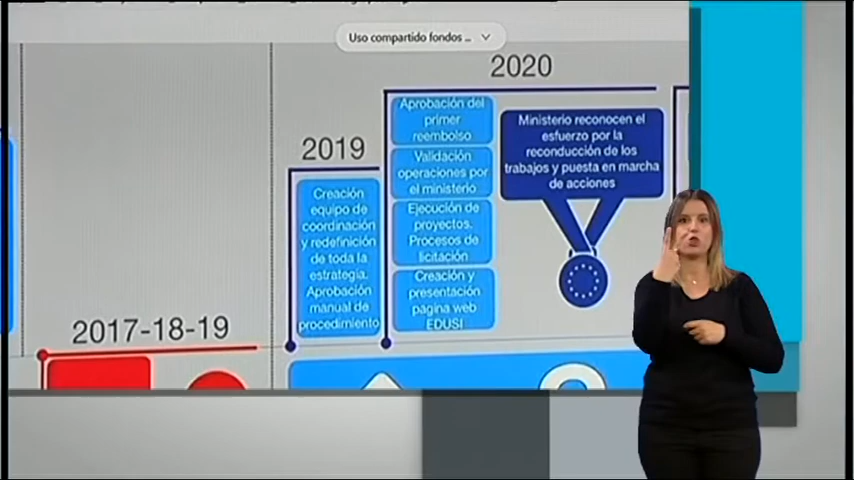 Uso compartido fondos ...
2020
Aprobación del
primer
reembolso
Ministerio reconocen el
esfuerzo por la
reconducción de los
trabajos y puesta en marcha
de acciones
2019
Validación
operaciones por
el ministerio
Creación
equipo de
coordinación
y redefinición
de toda la
estrategia.
Aprobación
manual de
procedimiento
Ejecución de
proyectos.
Procesos de
licitación
Creación y
presentación
pagina web
EDUSI
2017-18-19